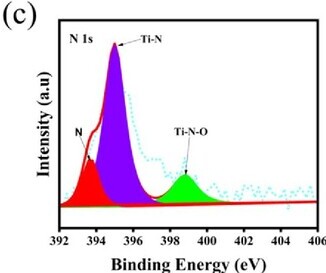 (c)
N 1s
Ti-N
N
Ti-N-O
Intensity (a.u)
392 394 396 398 400 402 404 406
Binding Energy (eV)